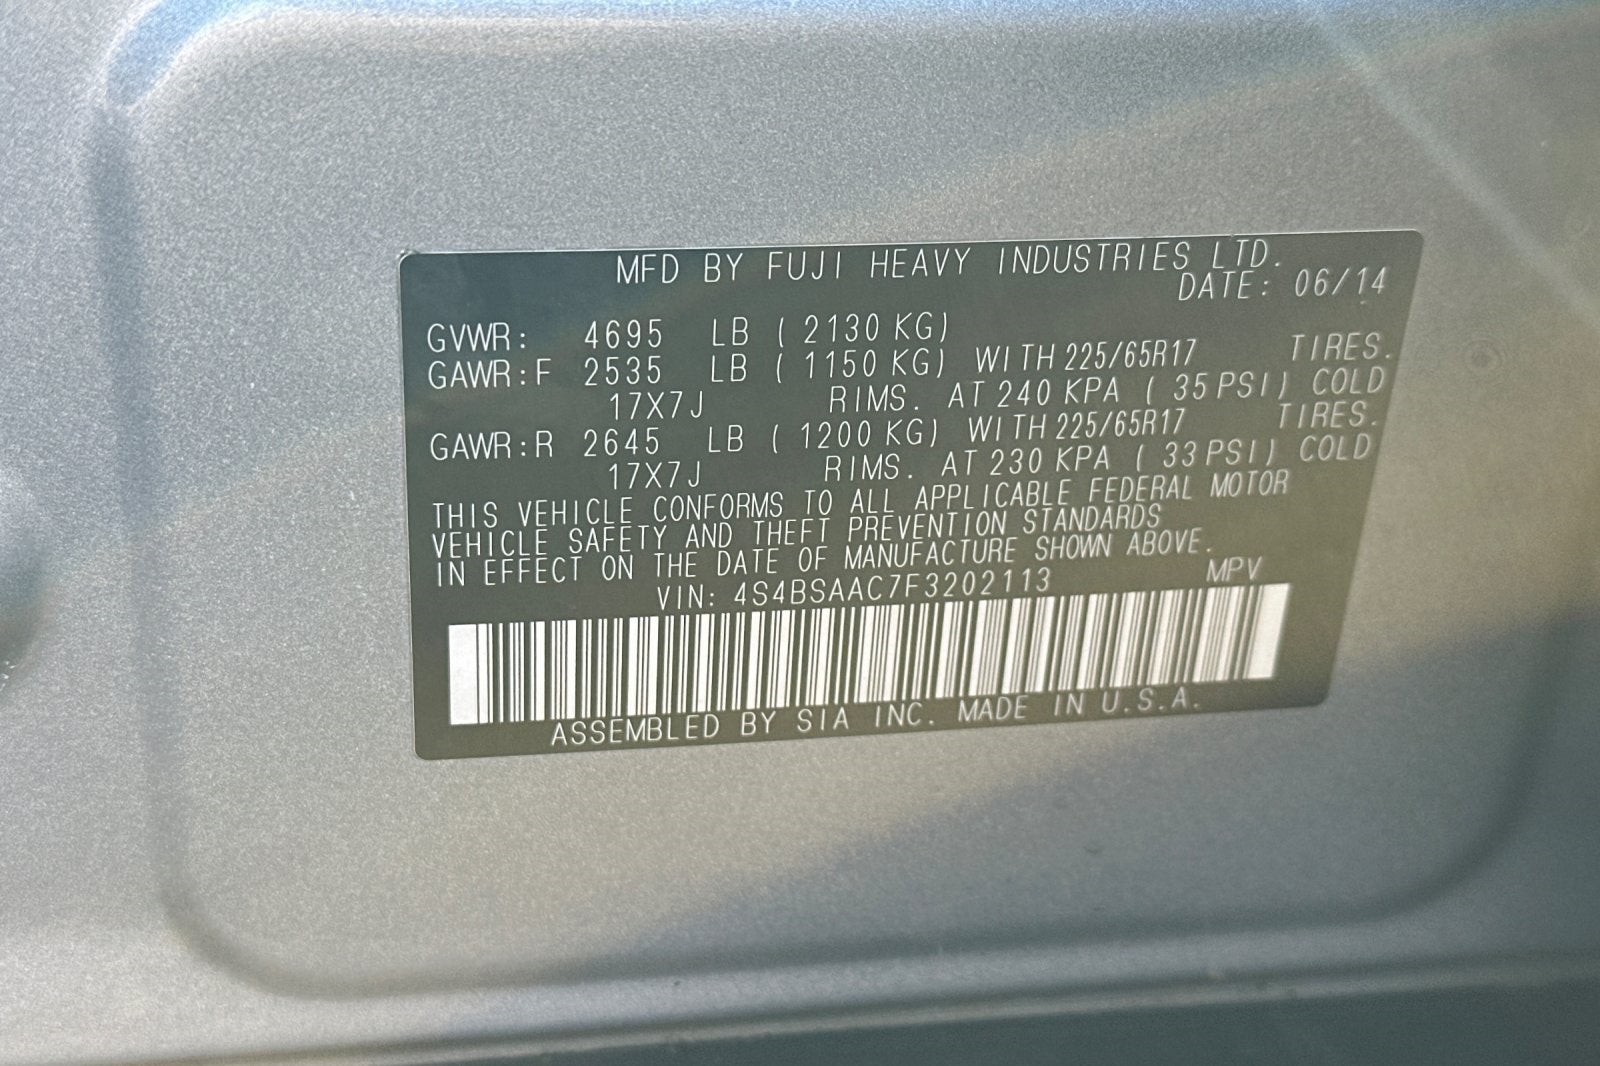 MFD BY FUJI HEAVY INDUSTRIES LTD.
DATE: 06/14
GVWR: 4695 LB ( 2130 KG)
GAWR:F 2535 LB ( 1150 KG) WITH 225/65R17 TIRES.
17X7J RIMS. AT 240 KPA ( 35 PSI) COLD
GAWR:R 2645 LB ( 1200 KG) WITH 225/65R17 TIRES.
17X7J RIMS. AT 230 KPA ( 33 PSI) COLD
THIS VEHICLE CONFORMS TO ALL APPLICABLE FEDERAL MOTOR
VEHICLE SAFETY AND THEFT PREVENTION STANDARDS
IN EFFECT ON THE DATE OF MANUFACTURE SHOWN ABOVE.
VIN: 4S4BSAAC7F3202113 MPV
ASSEMBLED BY SIA INC. MADE IN U.S.A.